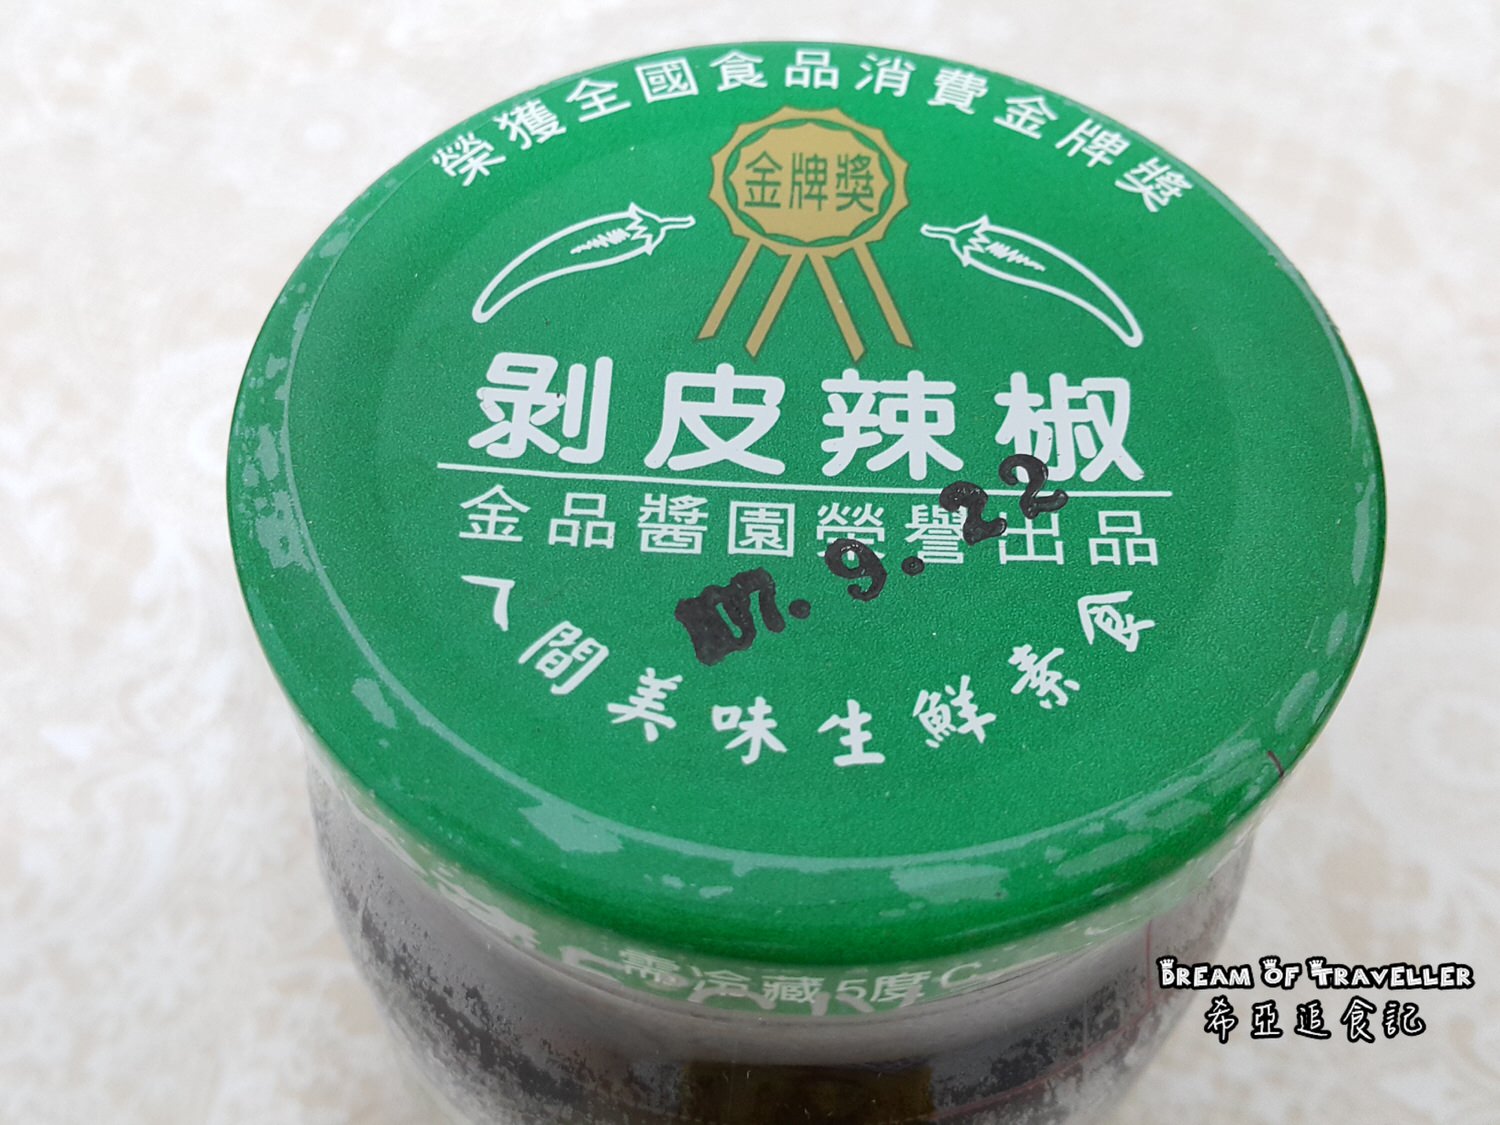 榮獲全國食品消費金牌獎
金牌獎
剝皮辣椒
金品醬園榮譽出品
107. 9. 22
人間美味生鮮素食
需冷藏5度C
DREAM OF TRAVELLER
希亞追食記